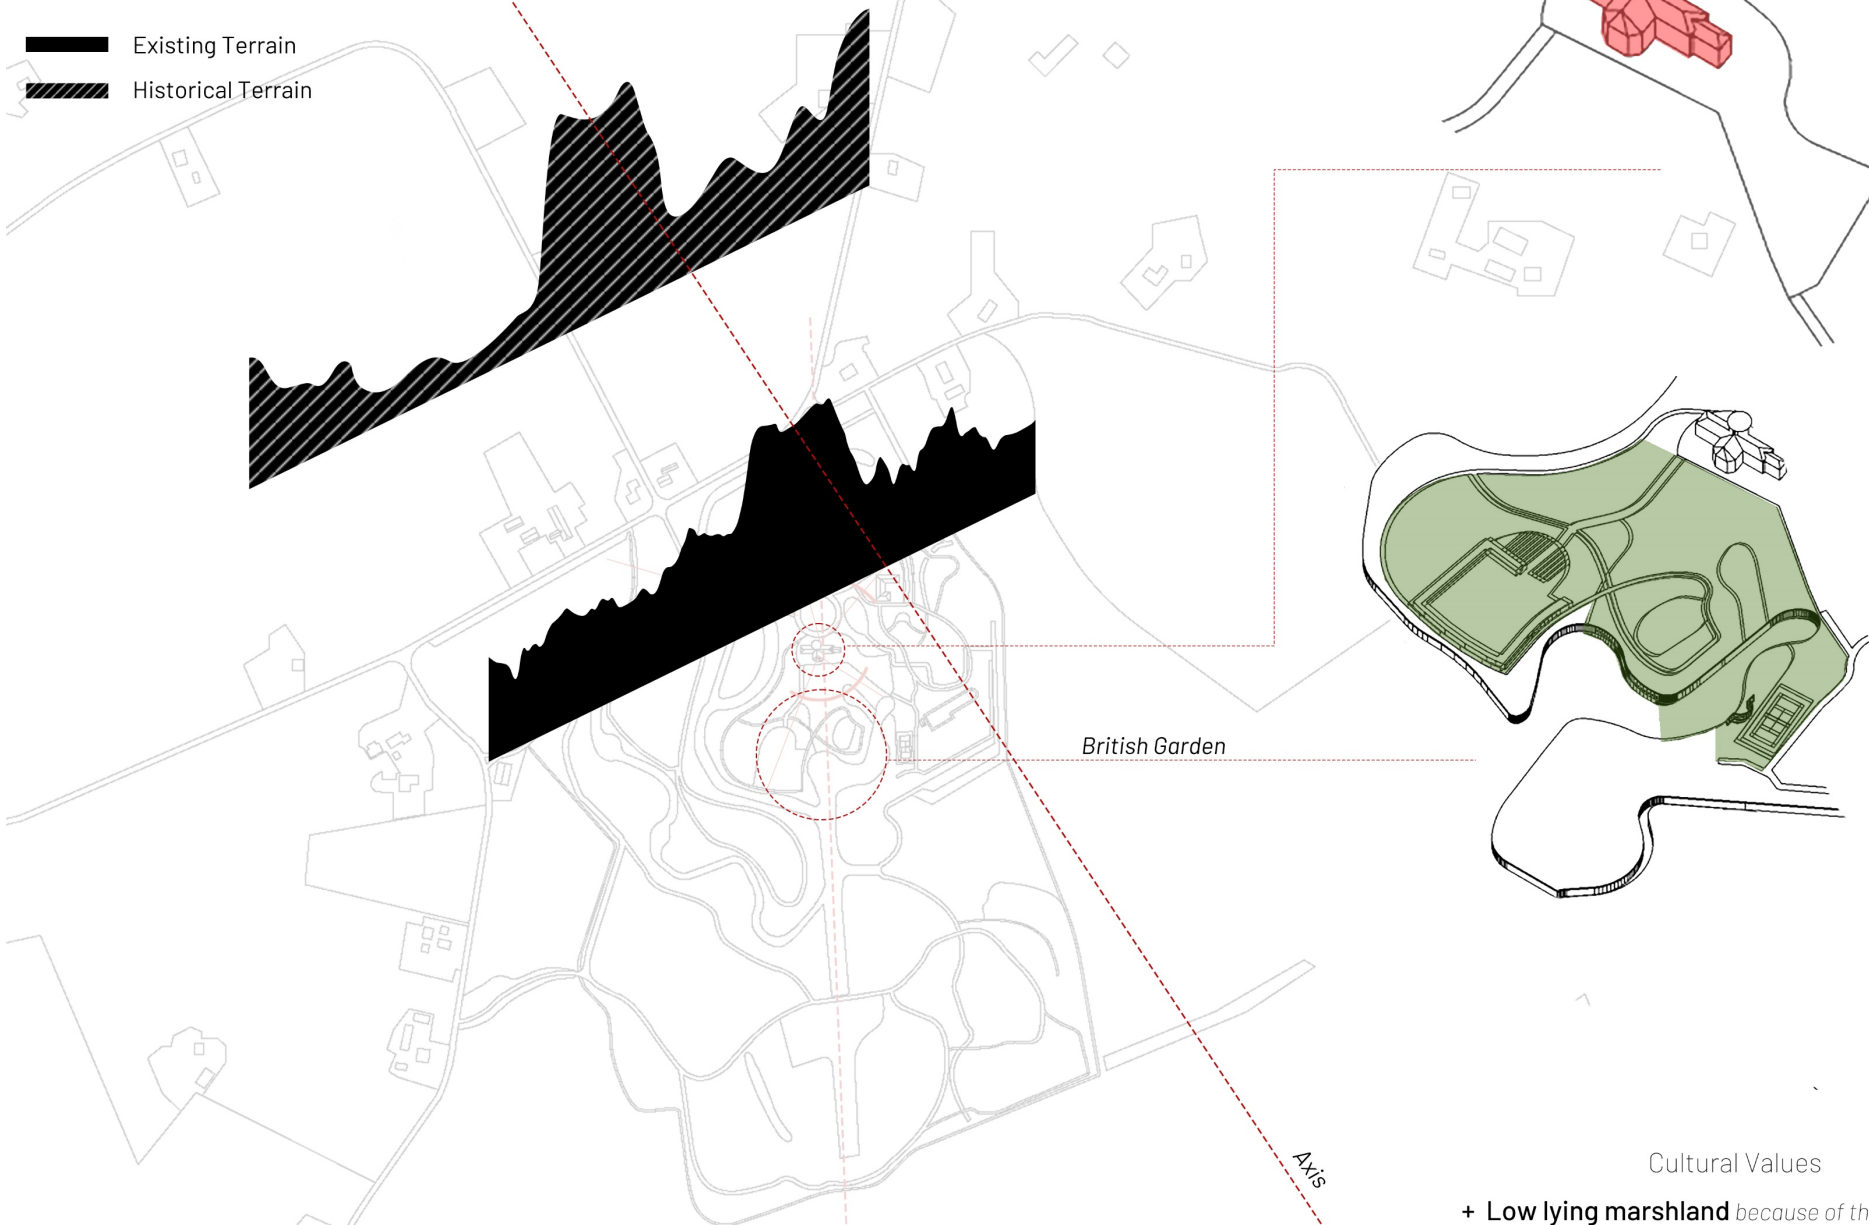 Existing Terrain
Historical Terrain
British Garden
Axis
Cultural Values
+ Low lying marshland because of th